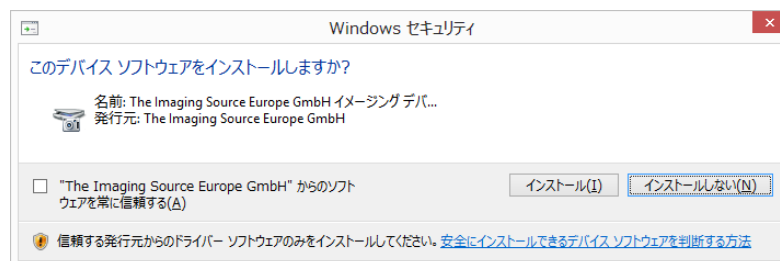 Windows セキュリティ
このデバイス ソフトウェアをインストールしますか?
名前: The Imaging Source Europe GmbH イメージング デバ...
発行元: The Imaging Source Europe GmbH
"The Imaging Source Europe GmbH" からのソフト
ウェアを常に信頼する(A)
インストール(I)
インストールしない(N)
信頼する発行元からのドライバー ソフトウェアのみをインストールしてください。安全にインストールできるデバイス ソフトウェアを判断する方法